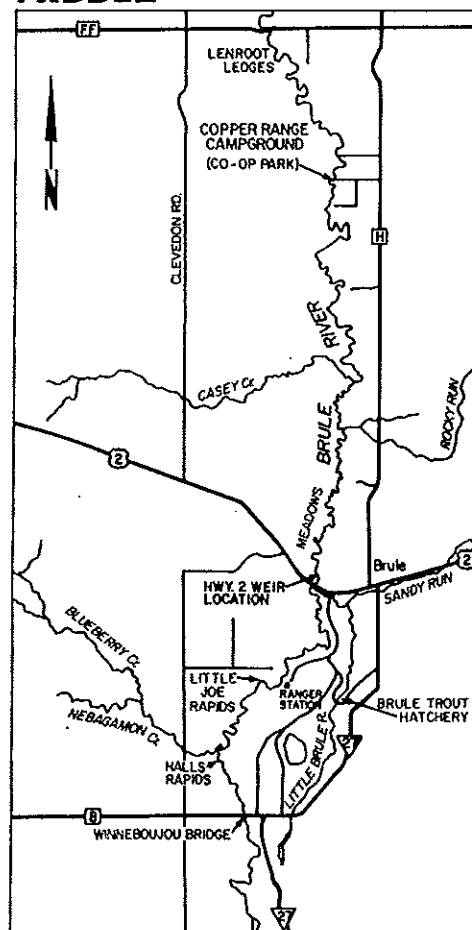 FF
LENROOT
LEDGES
COPPER RANGE
CAMPGROUND
(CO-OP PARK)
N
CLEVEDON RD.
H
BRULE RIVER
CASEY Cr.
ROCKY RUN
2
MEADOWS
Brule
2
SANDY RUN
HWY. 2 WEIR
LOCATION
BLUEBERRY Cr.
LITTLE
JOE
RAPIDS
RANGER
STATION
BRULE TROUT
HATCHERY
NEBAGAMON Cr.
LITTLE BRULE R.
27
HALLS
RAPIDS
B
WINNEBOUJOU BRIDGE
27